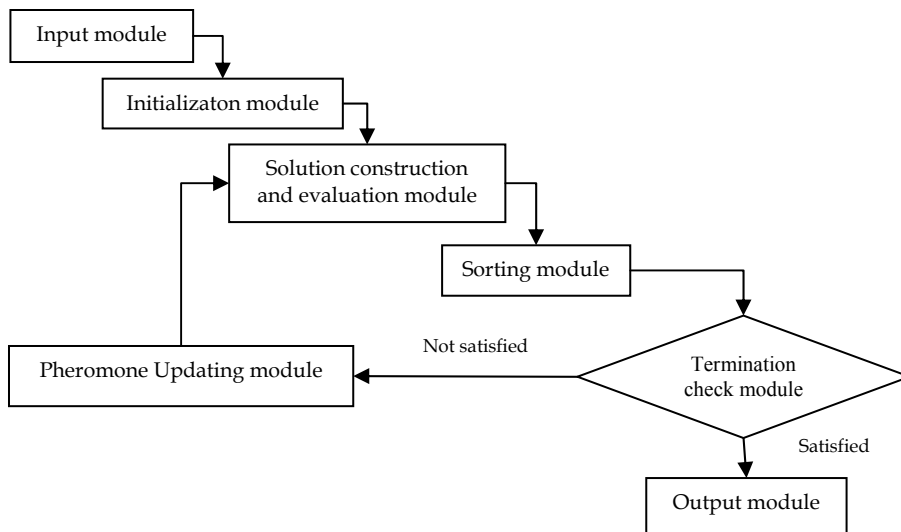 Input module
Initializaton module
Solution construction
and evaluation module
Sorting module
Not satisfied
Pheromone Updating module
Termination
check module
Satisfied
Output module